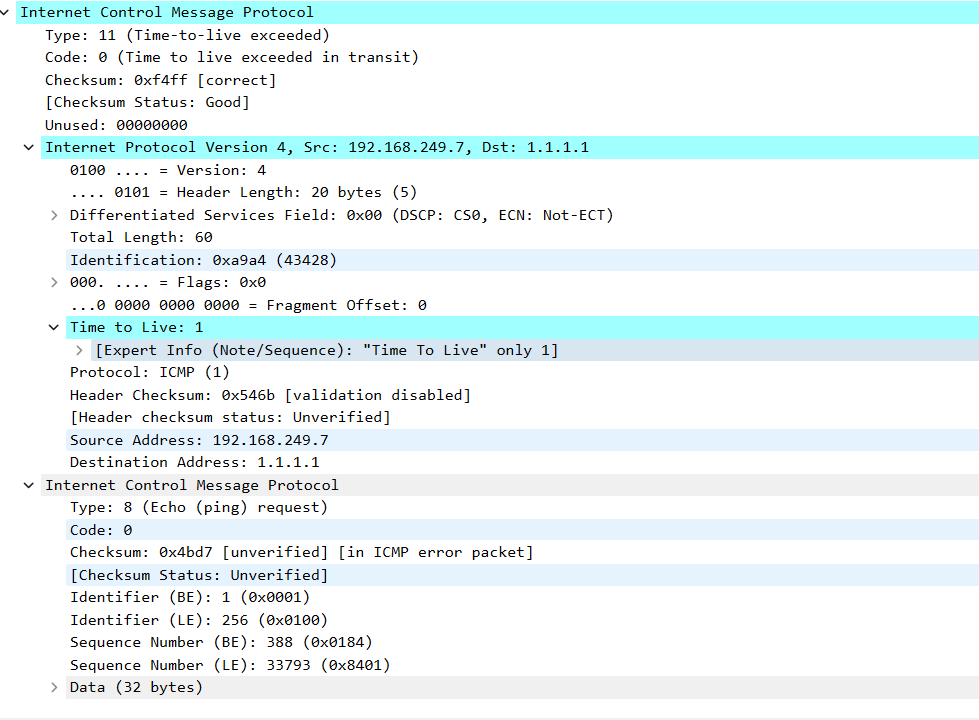 Internet Control Message Protocol
Type: 11 (Time-to-live exceeded)
Code: 0 (Time to live exceeded in transit)
Checksum: 0xf4ff [correct]
[Checksum Status: Good]
Unused: 00000000
Internet Protocol Version 4, Src: 192.168.249.7, Dst: 1.1.1.1
0100 .... = Version: 4
.... 0101 = Header Length: 20 bytes (5)
Differentiated Services Field: 0x00 (DSCP: CS0, ECN: Not-ECT)
Total Length: 60
Identification: 0xa9a4 (43428)
000. .... = Flags: 0x0
...0 0000 0000 0000 = Fragment Offset: 0
Time to Live: 1
[Expert Info (Note/Sequence): "Time To Live" only 1]
Protocol: ICMP (1)
Header Checksum: 0x546b [validation disabled]
[Header checksum status: Unverified]
Source Address: 192.168.249.7
Destination Address: 1.1.1.1
Internet Control Message Protocol
Type: 8 (Echo (ping) request)
Code: 0
Checksum: 0x4bd7 [unverified] [in ICMP error packet]
[Checksum Status: Unverified]
Identifier (BE): 1 (0x0001)
Identifier (LE): 256 (0x0100)
Sequence Number (BE): 388 (0x0184)
Sequence Number (LE): 33793 (0x8401)
Data (32 bytes)